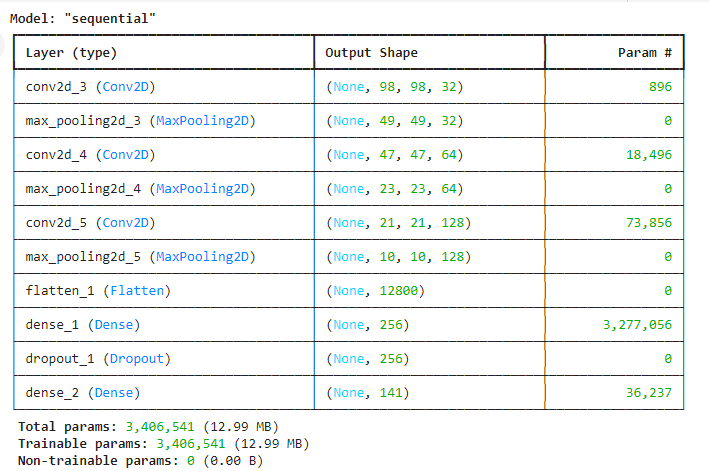 Model: "sequential"
Layer (type) Output Shape Param #
conv2d_3 (Conv2D) (None, 98, 98, 32) 896
max_pooling2d_3 (MaxPooling2D) (None, 49, 49, 32) 0
conv2d_4 (Conv2D) (None, 47, 47, 64) 18,496
max_pooling2d_4 (MaxPooling2D) (None, 23, 23, 64) 0
conv2d_5 (Conv2D) (None, 21, 21, 128) 73,856
max_pooling2d_5 (MaxPooling2D) (None, 10, 10, 128) 0
flatten_1 (Flatten) (None, 12800) 0
dense_1 (Dense) (None, 256) 3,277,056
dropout_1 (Dropout) (None, 256) 0
dense_2 (Dense) (None, 141) 36,237
Total params: 3,406,541 (12.99 MB)
Trainable params: 3,406,541 (12.99 MB)
Non-trainable params: 0 (0.00 B)